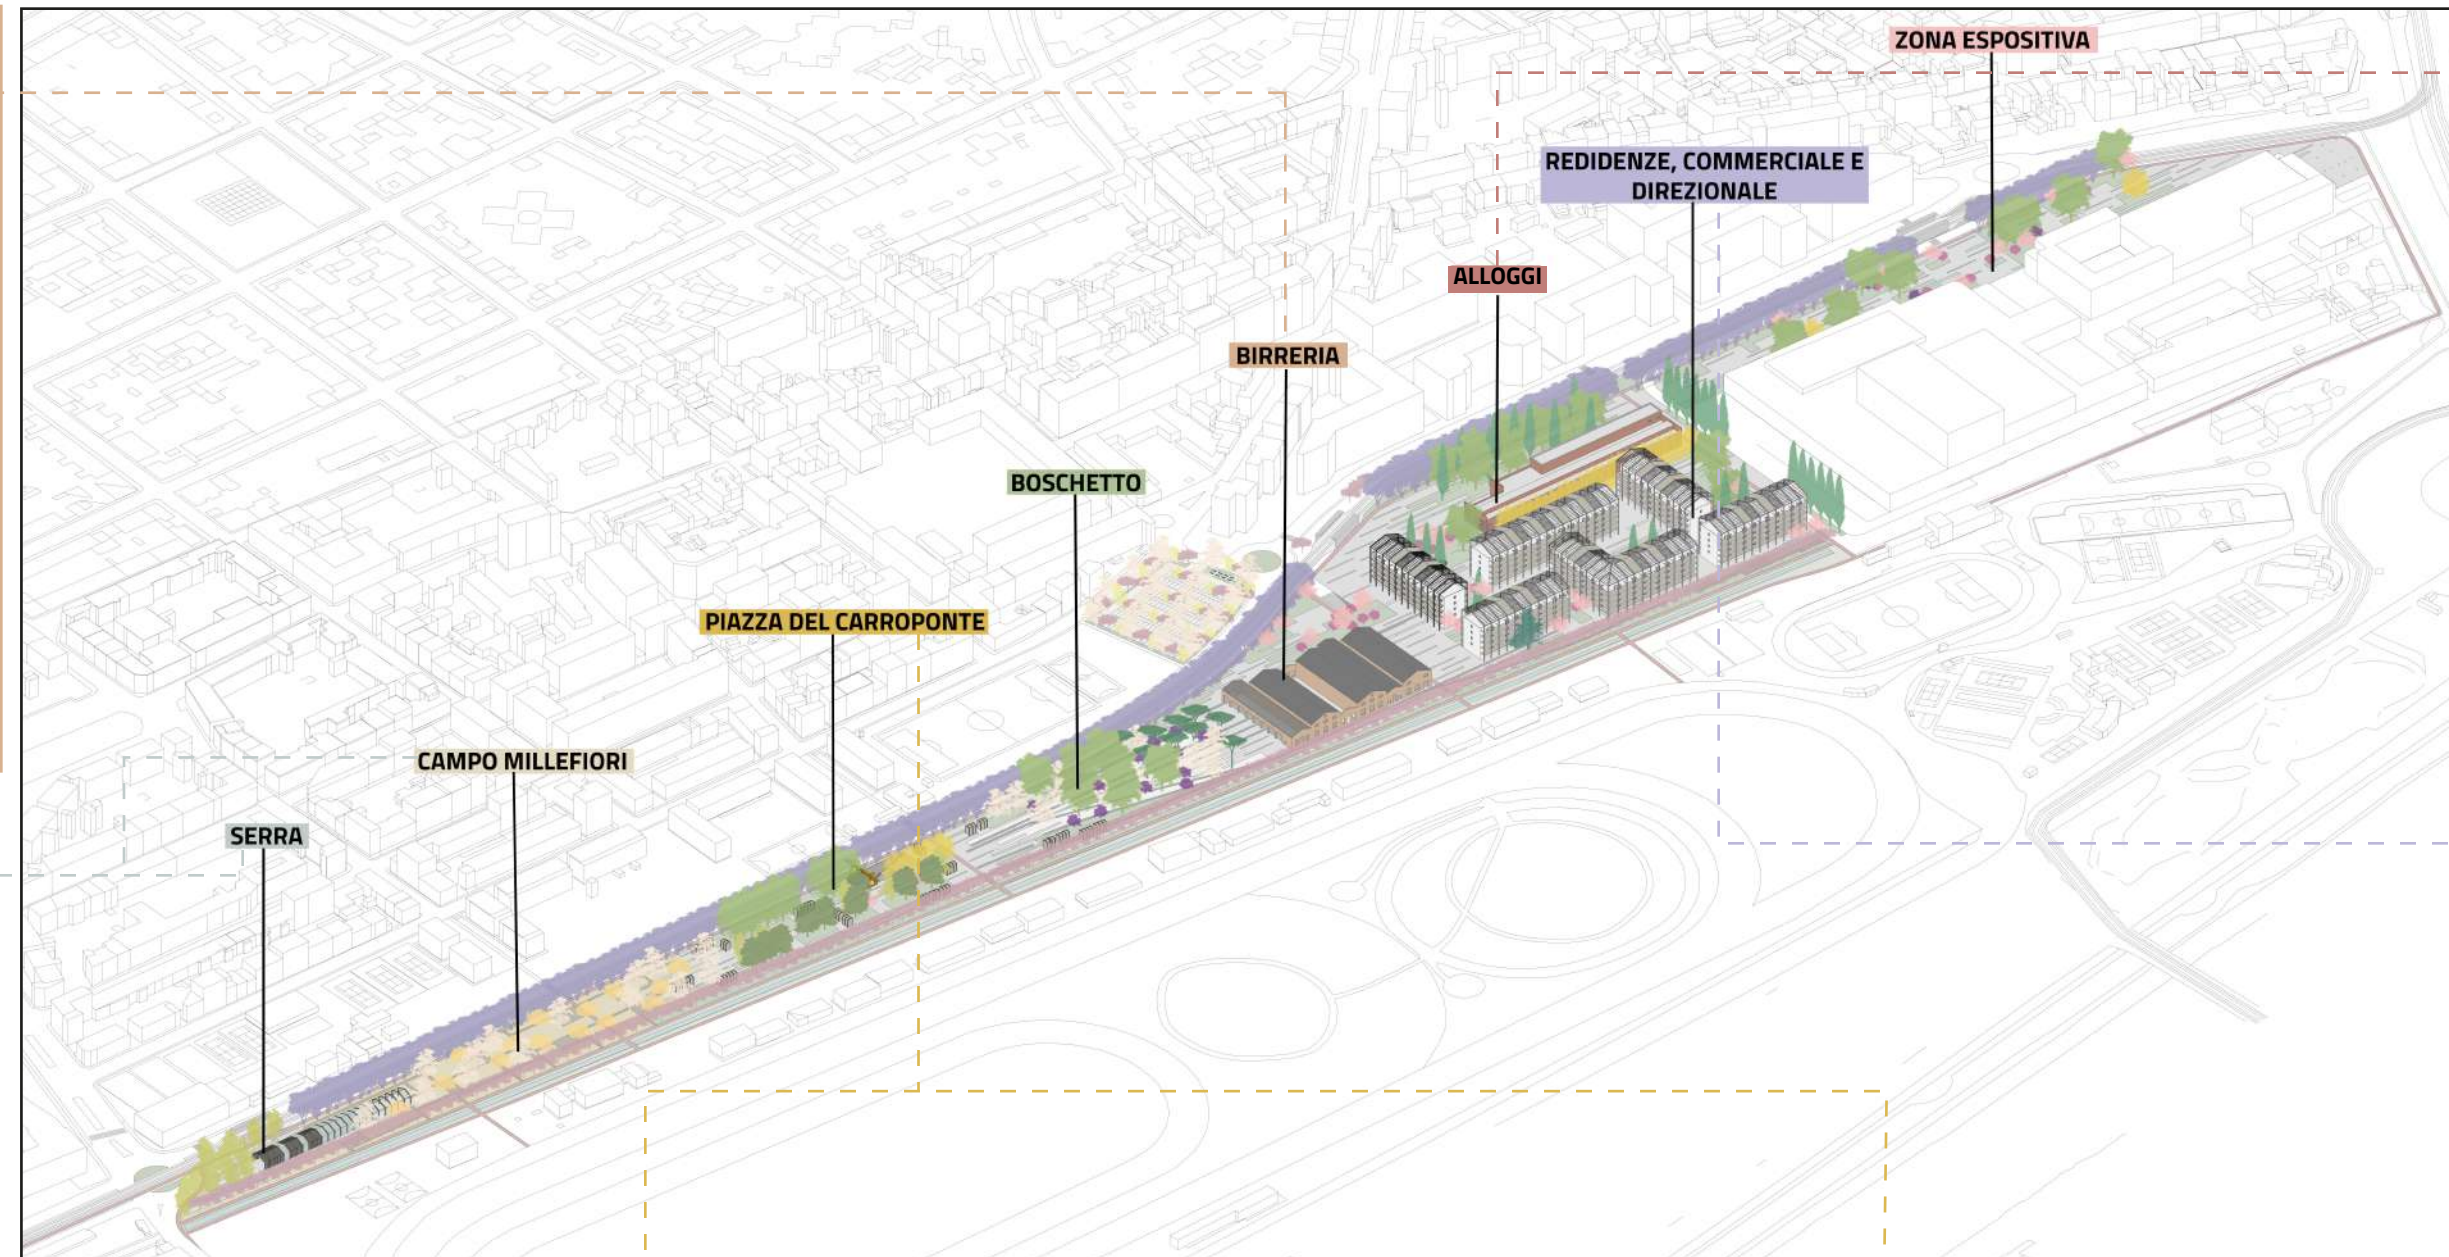 ZONA ESPOSITIVA
REDIDENZE, COMMERCIALE E
DIREZIONALE
ALLOGGI
BIRRERIA
BOSCHETTO
PIAZZA DEL CARROPONTE
CAMPO MILLEFIORI
SERRA